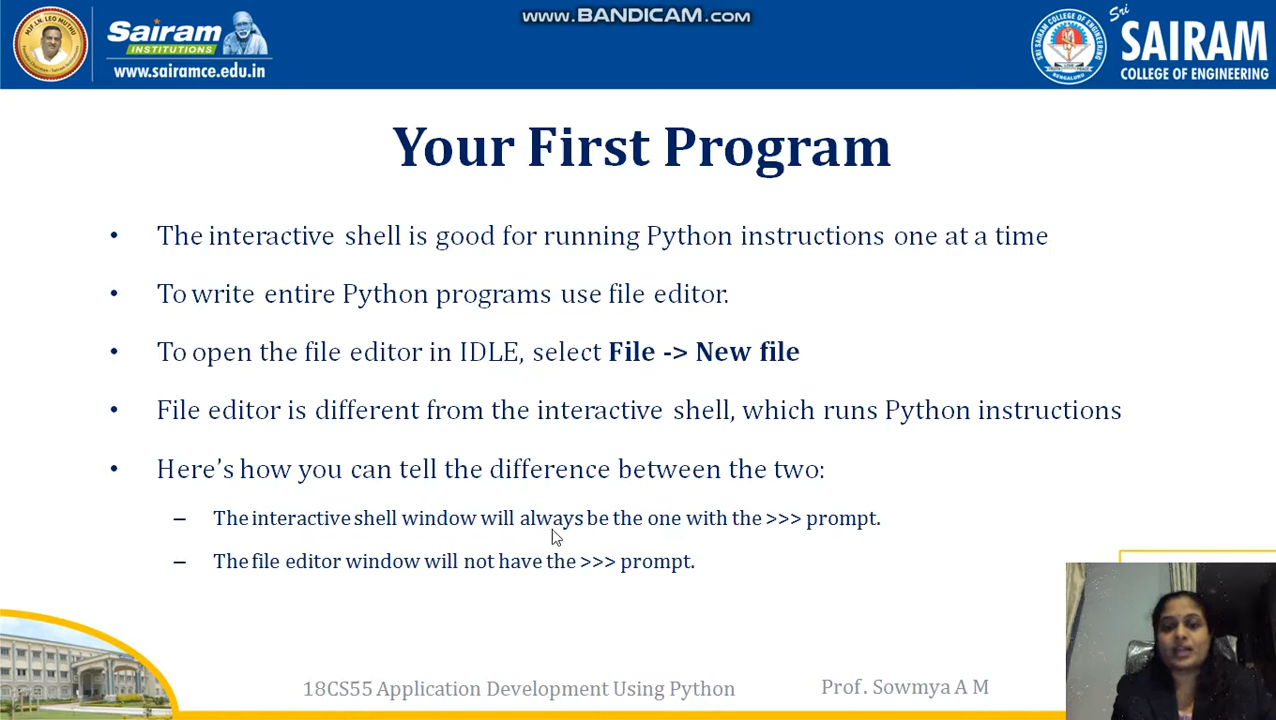 www.BANDICAM.com
Sairam
INSTITUTIONS
www.sairamce.edu.in
Sri
SAIRAM
COLLEGE OF ENGINEERING
Your First Program
• The interactive shell is good for running Python instructions one at a time
• To write entire Python programs use file editor.
• To open the file editor in IDLE, select File -> New file
• File editor is different from the interactive shell, which runs Python instructions
• Here's how you can tell the difference between the two:
– The interactive shell window will always be the one with the >>> prompt.
– The file editor window will not have the >>> prompt.
18CS55 Application Development Using Python
Prof. Sowmya A M